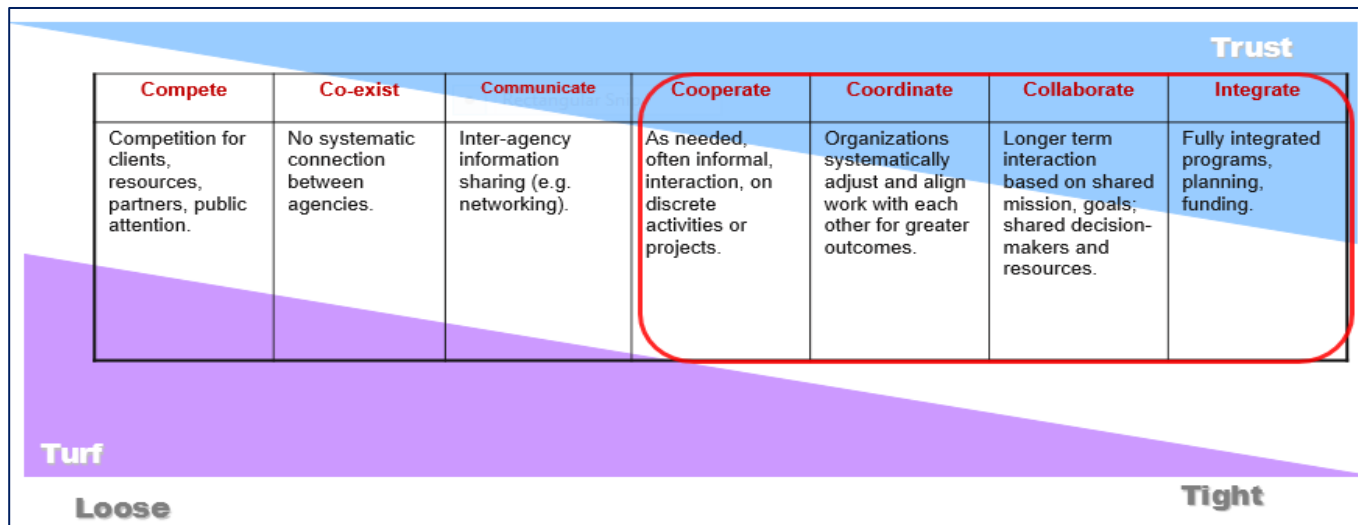 Trust
Compete
Co-exist
Communicate
Cooperate
Coordinate
Collaborate
Integrate
Competition for
clients,
resources,
partners, public
attention.
No systematic
connection
between
agencies.
Inter-agency
information
sharing (e.g.
networking).
As needed,
often informal,
interaction, on
discrete
activities or
projects.
Organizations
systematically
adjust and align
work with each
other for greater
outcomes.
Longer term
interaction
based on shared
mission, goals;
shared decision-
makers and
resources.
Fully integrated
programs,
planning,
funding.
Turf
Loose
Tight